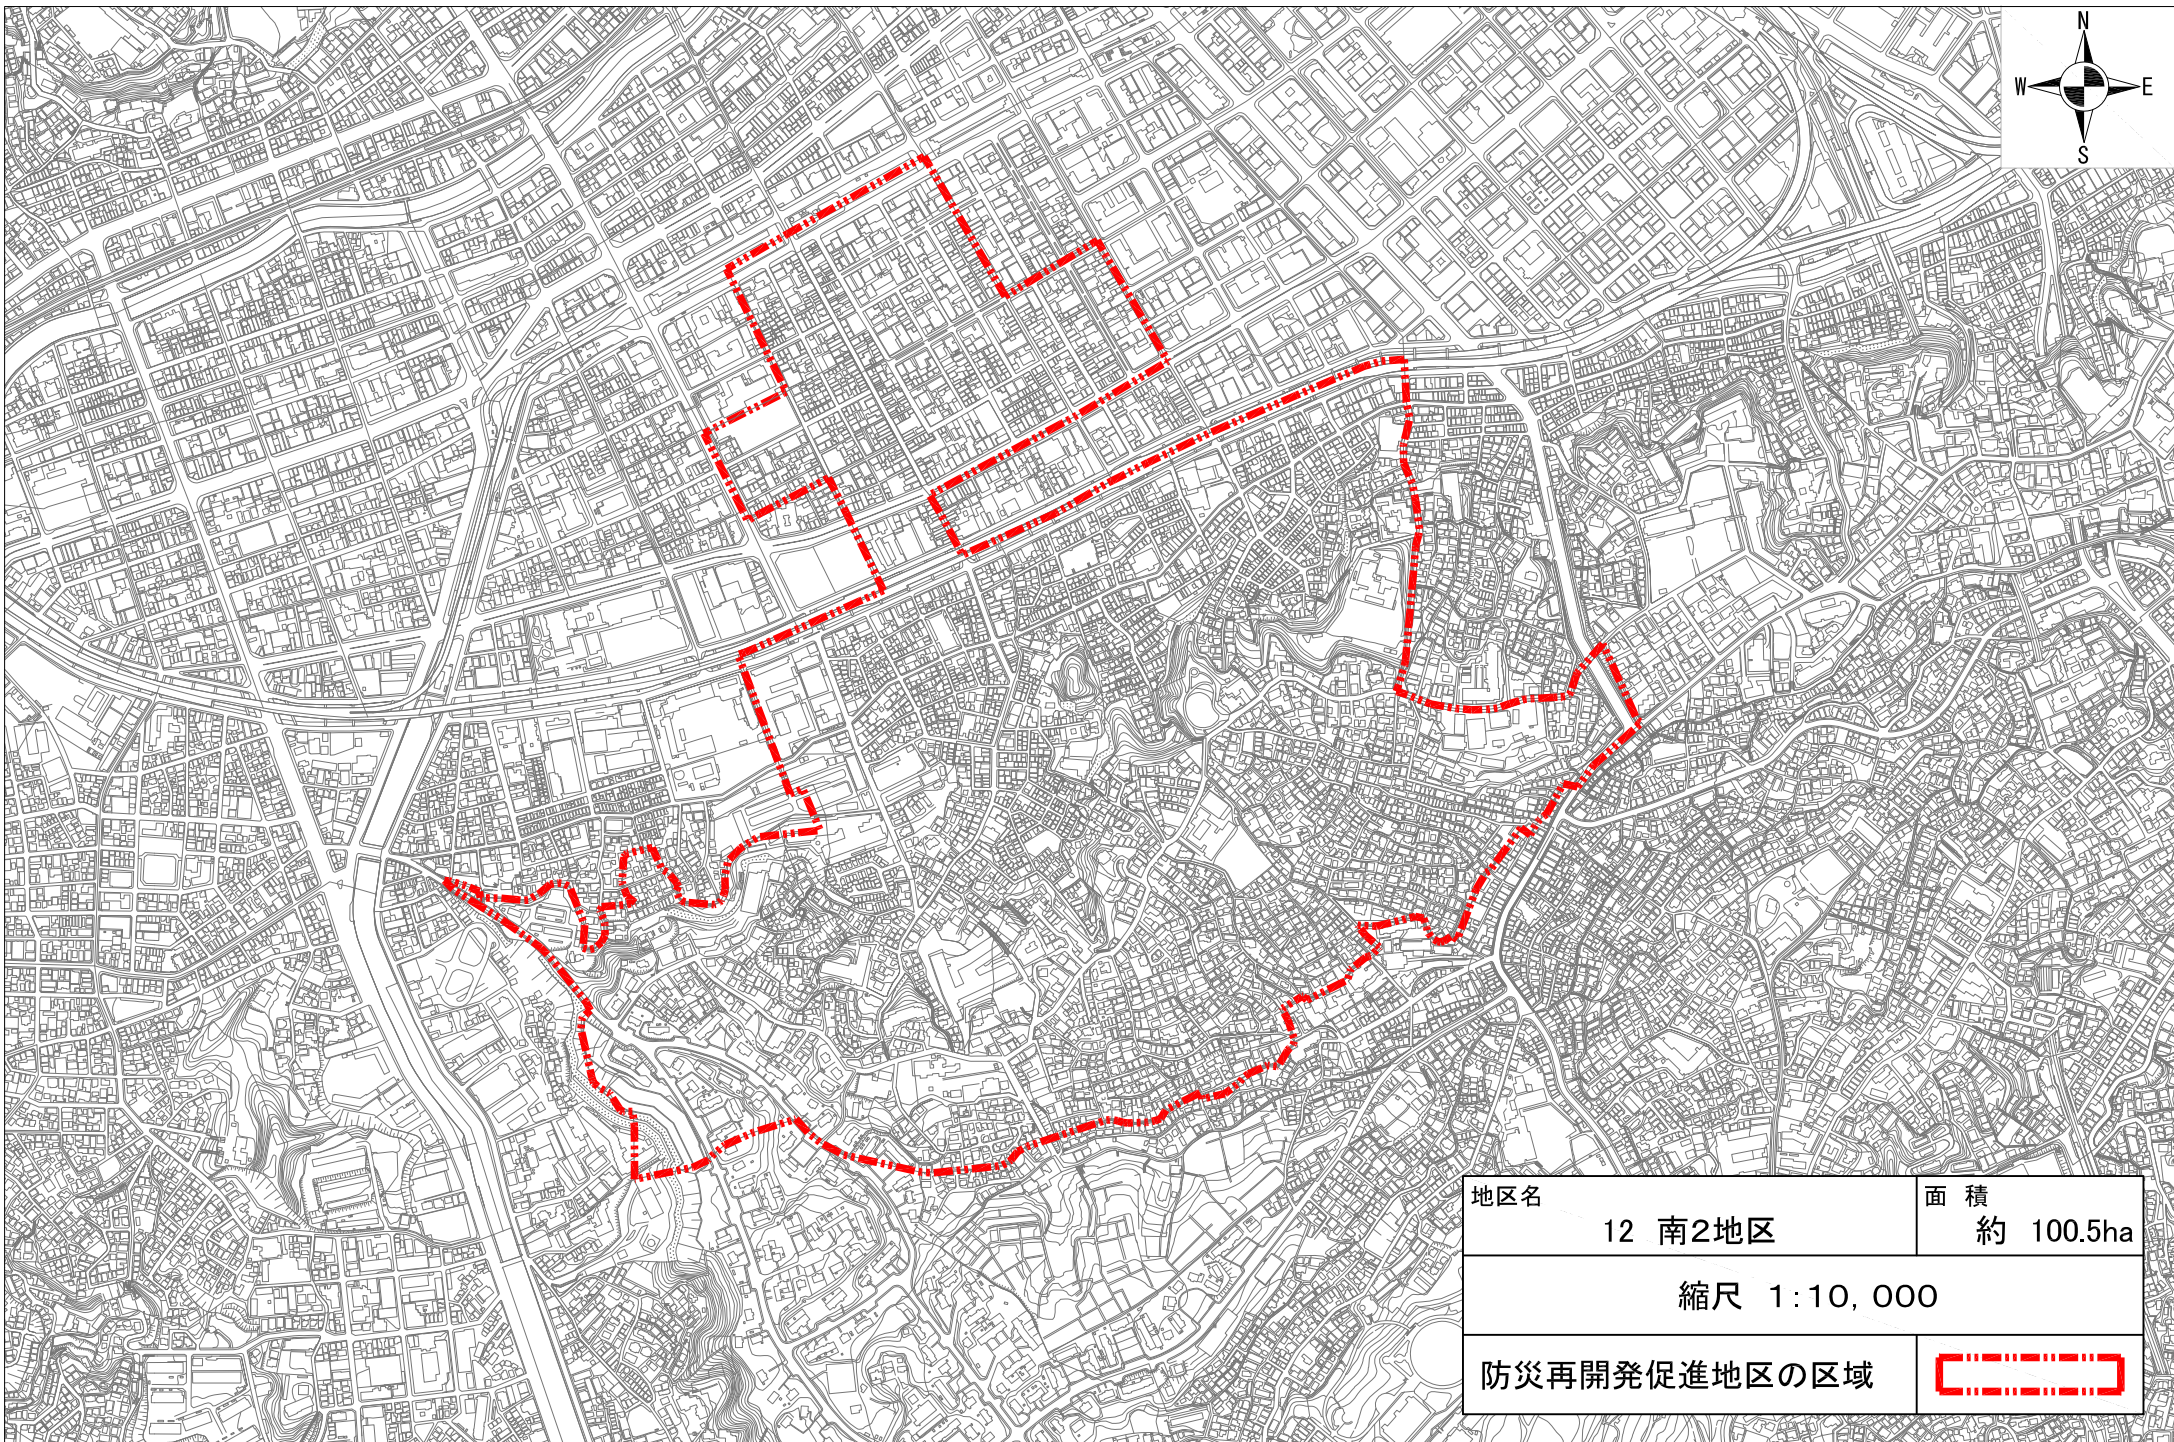 N
W E
S
地区名
12 南2地区
面 積
約 100.5ha
縮尺 1:10,000
防災再開発促進地区の区域